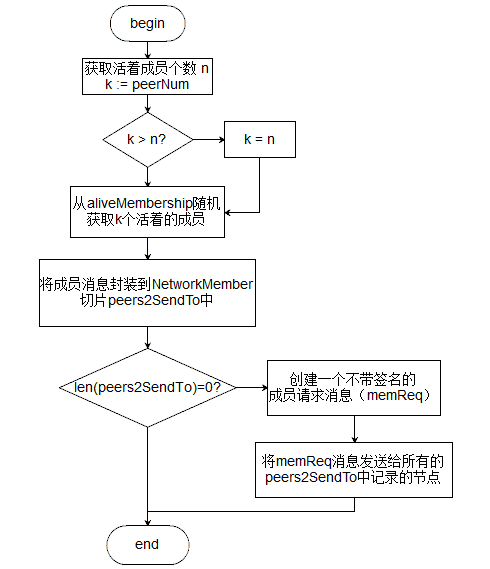 begin
获取活着成员个数 n
k := peerNum
k > n?
k = n
从aliveMembership随机
获取k个活着的成员
将成员消息封装到NetworkMember
切片peers2SendTo中
len(peers2SendTo)=0?
创建一个不带签名的
成员请求消息（memReq）
将memReq消息发送给所有的
peers2SendTo中记录的节点
end